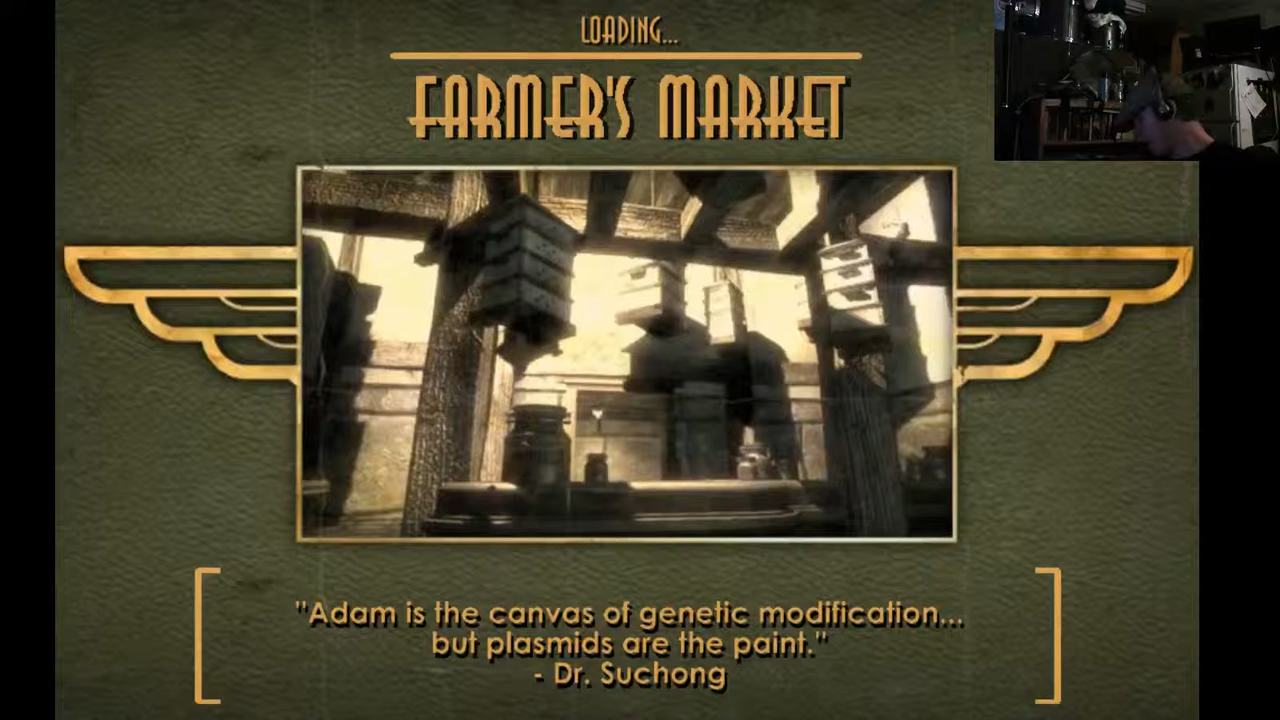 LOADING...
FARMER'S MARKET
"Adam is the canvas of genetic modification...
but plasmids are the paint."
- Dr. Suchong